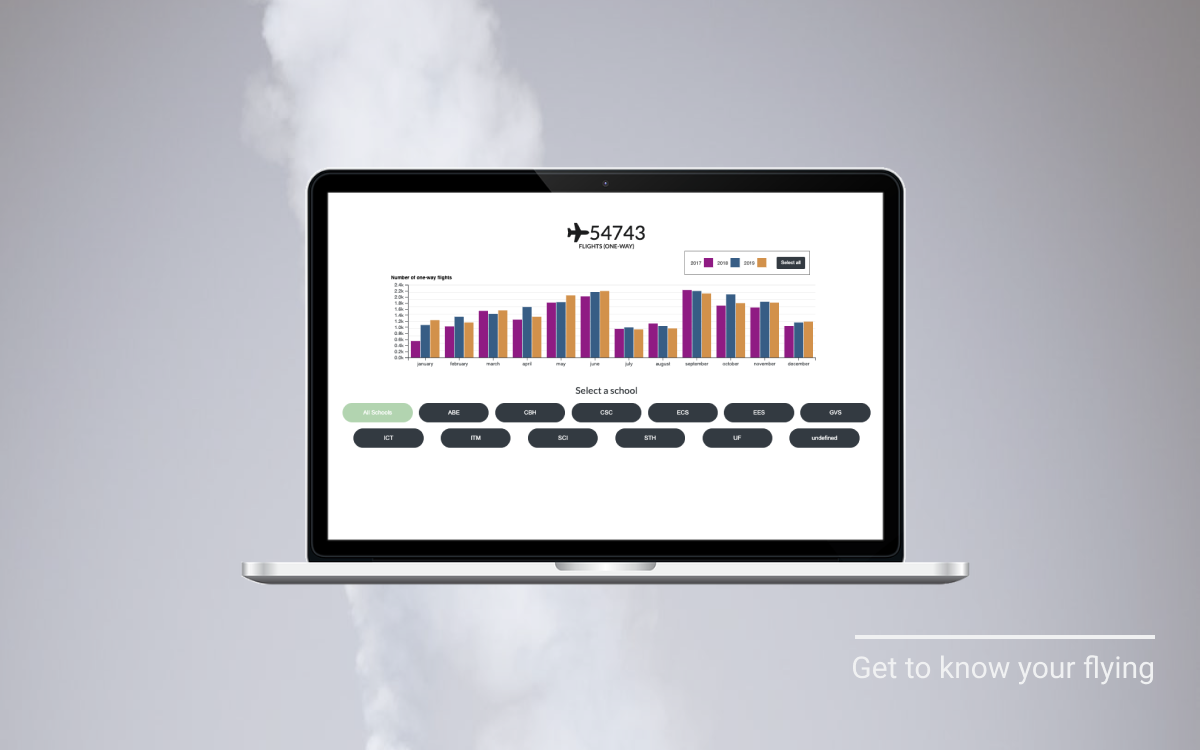 54743
FLIGHTS (ONE-WAY)
2017 2018 2019 Select all
Number of one-way flights
2.4k
2.2k
2.0k
1.8k
1.6k
1.4k
1.2k
1.0k
0.8k
0.6k
0.4k
0.2k
0.0k
january february march april may june july august september october november december
Select a school
All Schools ABE CBH CSC ECS EES GVS
ICT ITM SCI STH UF undefined
Get to know your flying